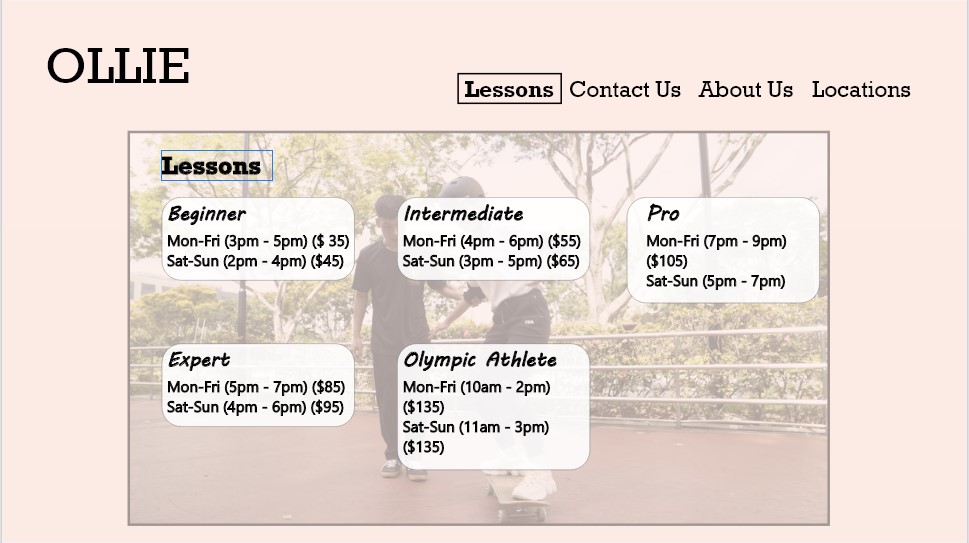 OLLIE
Lessons Contact Us About Us Locations
Lessons
Beginner
Mon-Fri (3pm - 5pm) ($ 35)
Sat-Sun (2pm - 4pm) ($45)
Intermediate
Mon-Fri (4pm - 6pm) ($55)
Sat-Sun (3pm - 5pm) ($65)
Pro
Mon-Fri (7pm - 9pm)
($105)
Sat-Sun (5pm - 7pm)
Expert
Mon-Fri (5pm - 7pm) ($85)
Sat-Sun (4pm - 6pm) ($95)
Olympic Athlete
Mon-Fri (10am - 2pm)
($135)
Sat-Sun (11am - 3pm)
($135)